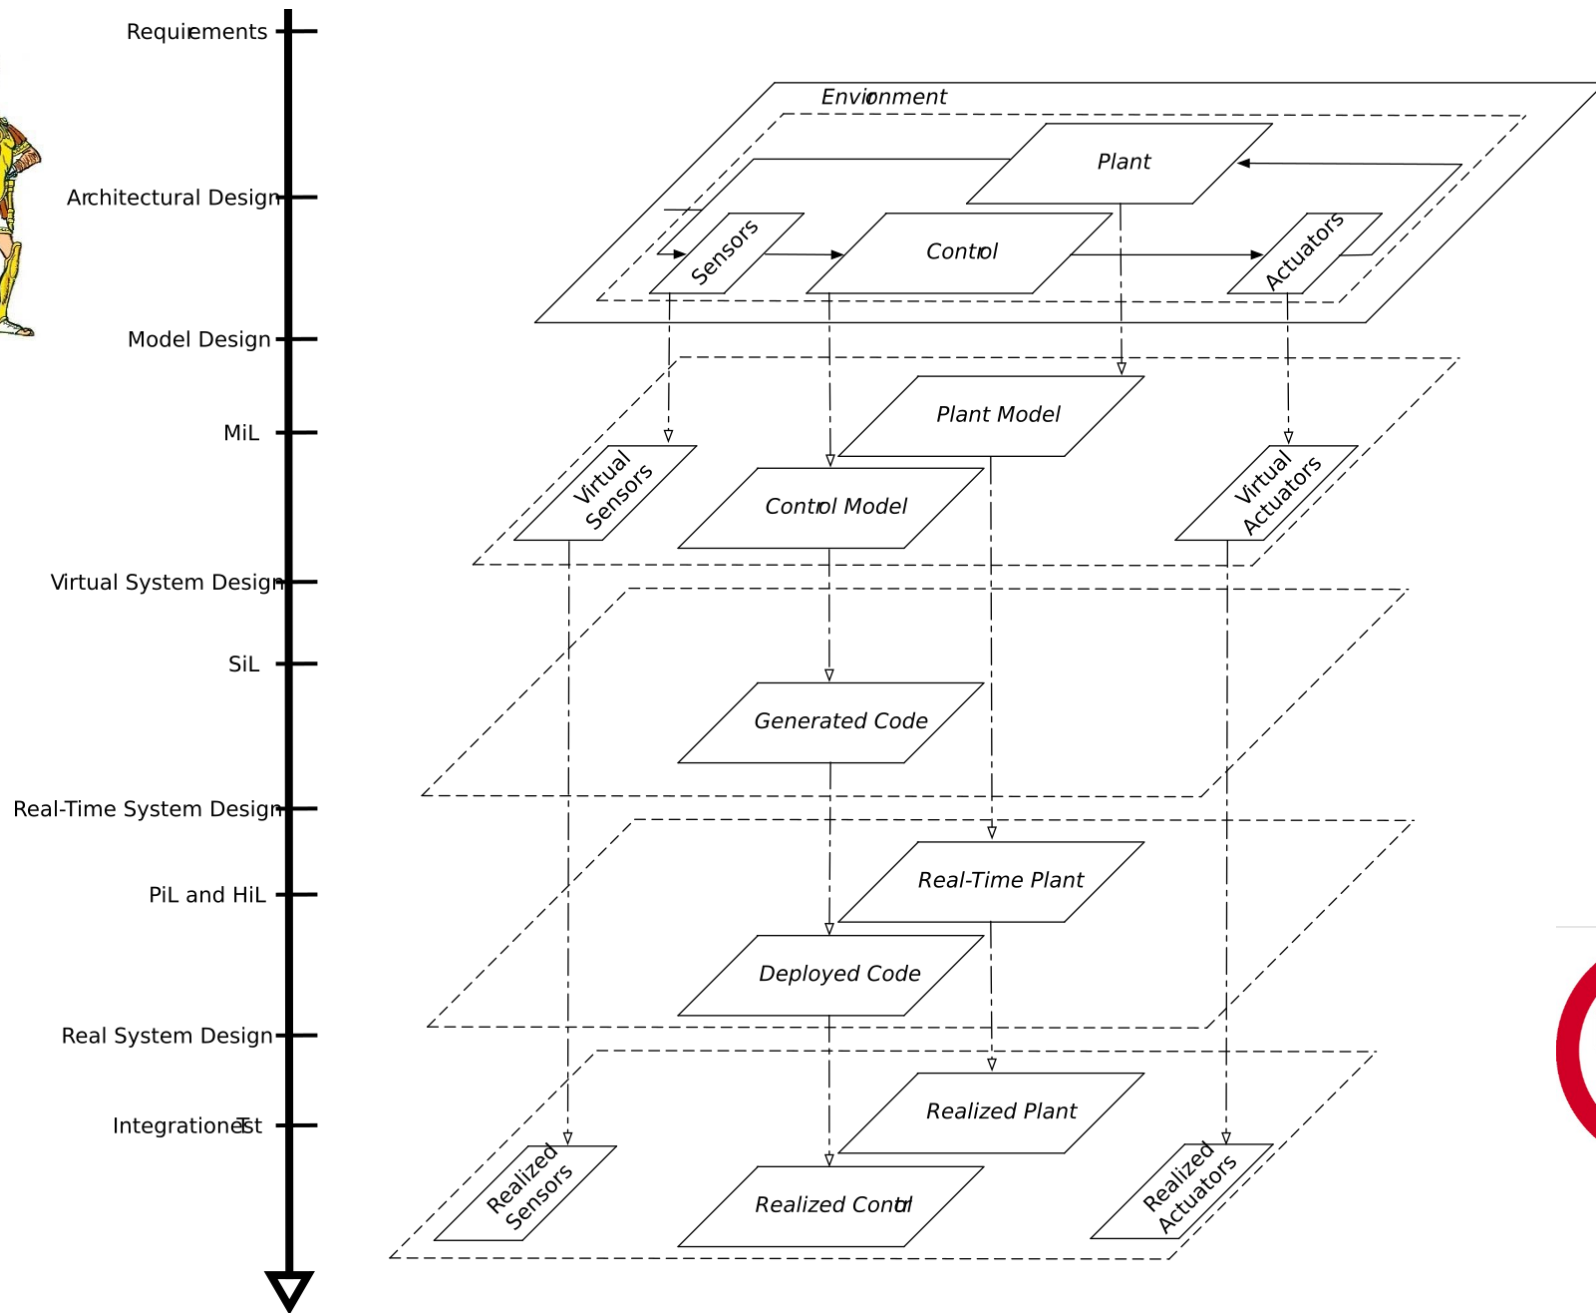 Requirements
Environment
Plant
Architectural Design
Sensors
Control
Actuators
Model Design
MiL
Plant Model
Virtual
Sensors
Control Model
Virtual
Actuators
Virtual System Design
SiL
Generated Code
Real-Time System Design
PiL and HiL
Real-Time Plant
Deployed Code
Real System Design
Integration Test
Realized Plant
Realized
Sensors
Realized Control
Realized
Actuators